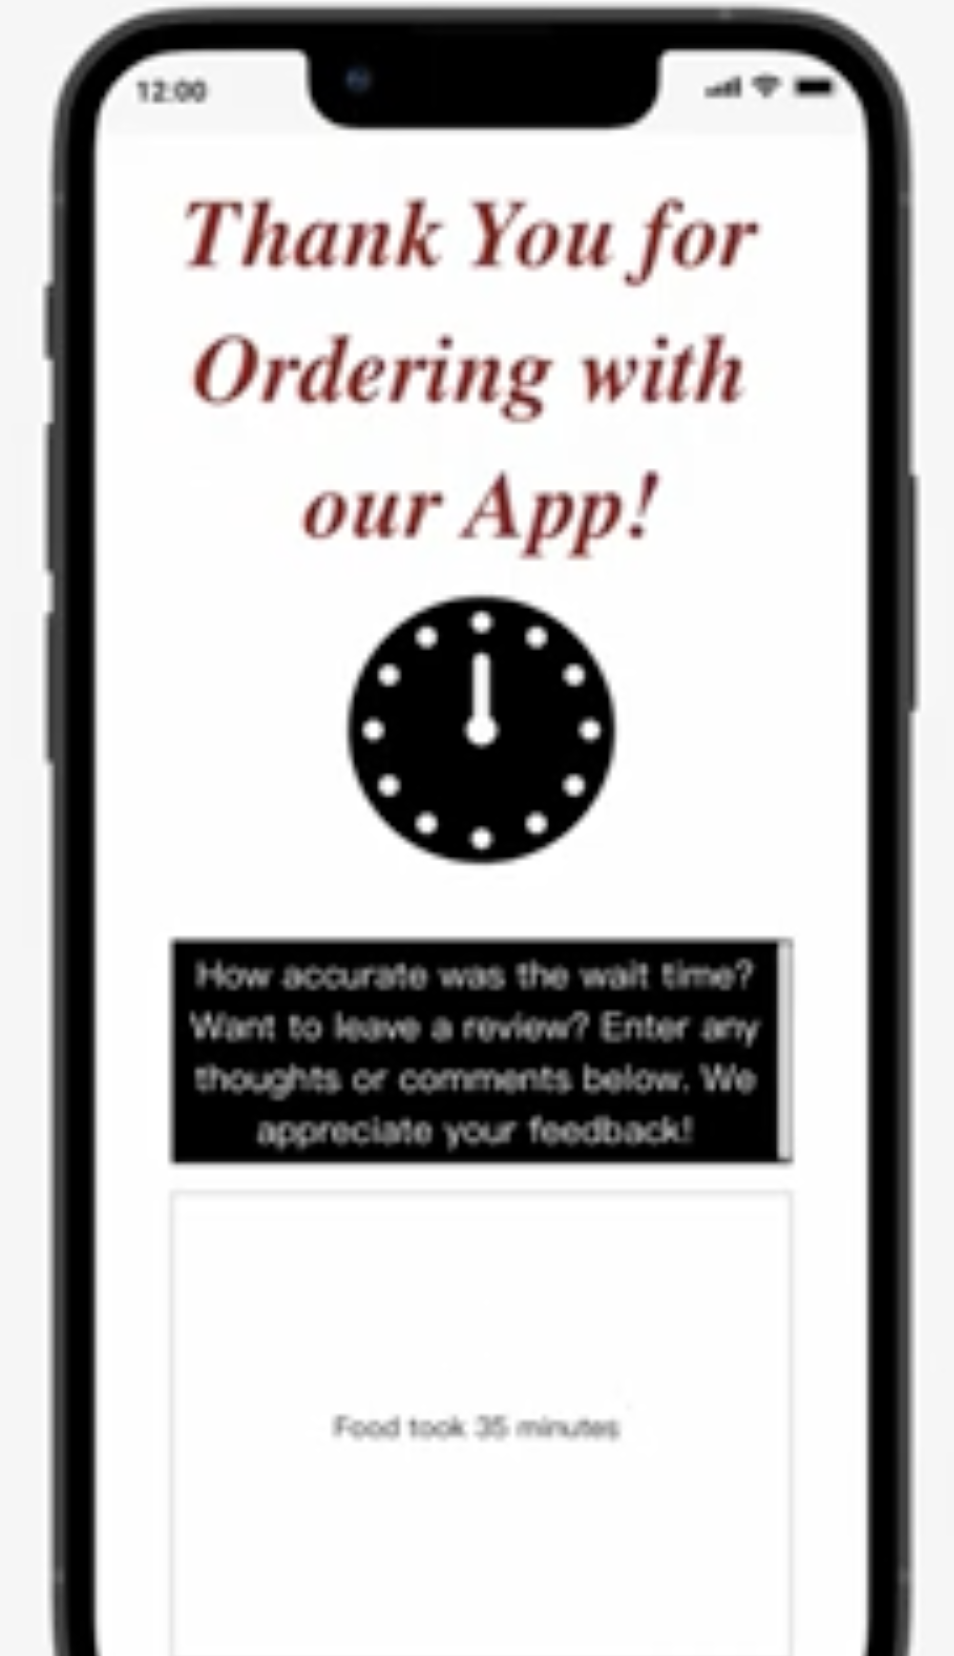 12:00
Thank You for
Ordering with
our App!
How accurate was the wait time?
Want to leave a review? Enter any
thoughts or comments below. We
appreciate your feedback!
Food took 35 minutes